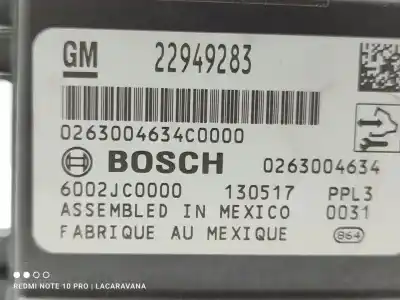 GM 22949283
0263004634C0000
BOSCH 0263004634
6002JC0000 130517 PPL3
ASSEMBLED IN MEXICO 0031
FABRIQUE AU MEXIQUE 864
REDMI NOTE 10 PRO | LACARAVANA